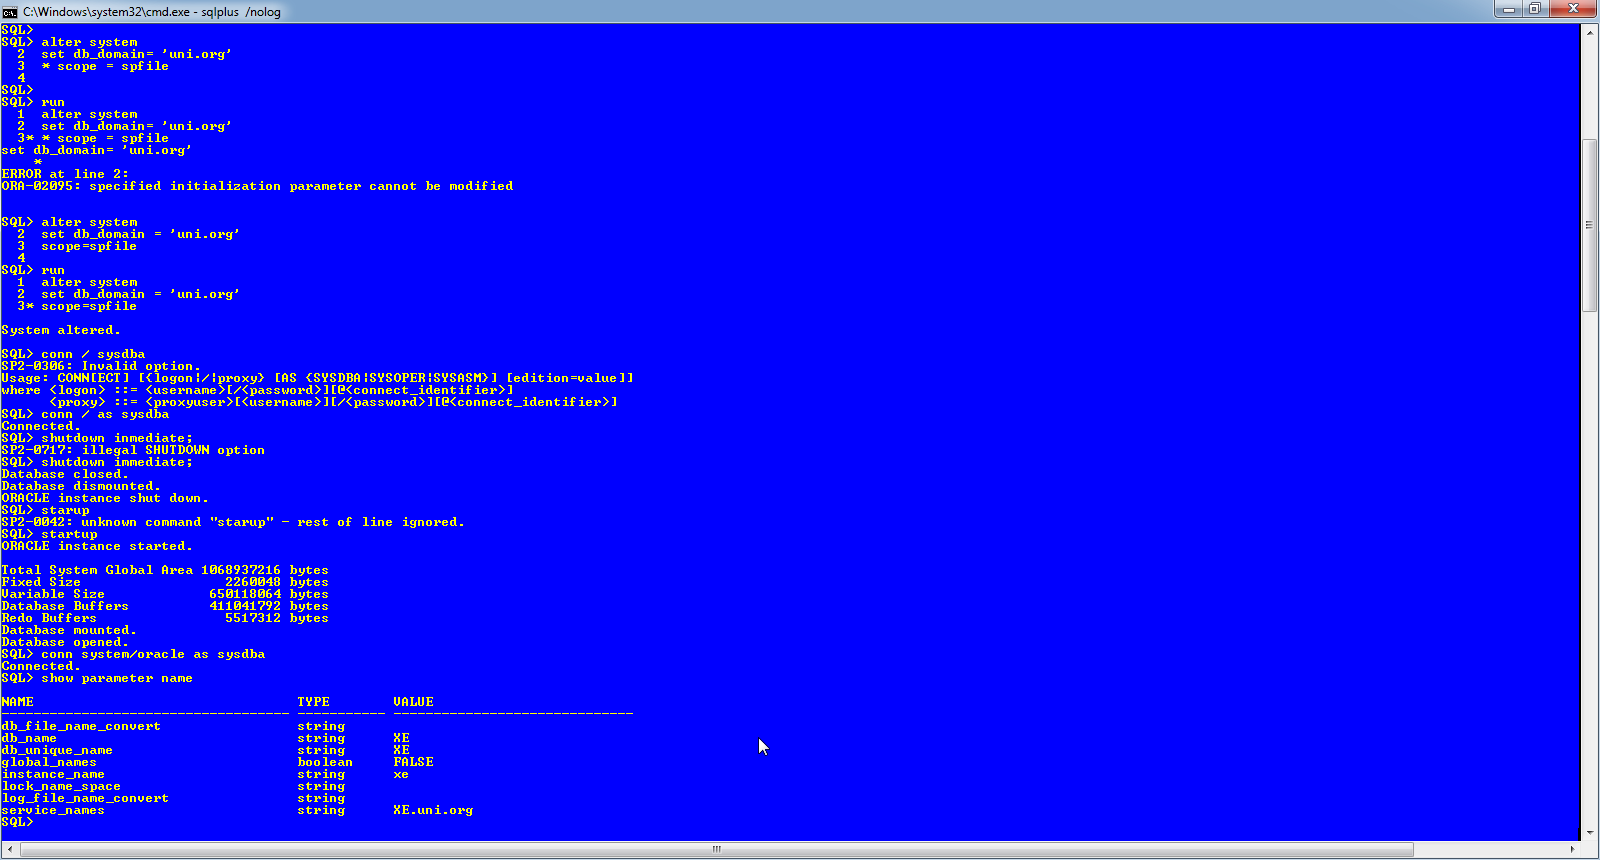 C:\Windows\system32\cmd.exe - sqlplus  /nolog
SQL>
SQL> alter system
  2  set db_domain= 'uni.org'
  3  * scope = spfile
  4
SQL>
SQL> run
  1  alter system
  2  set db_domain= 'uni.org'
  3* * scope = spfile
set db_domain= 'uni.org'
    *
ERROR at line 2:
ORA-02095: specified initialization parameter cannot be modified
SQL> alter system
  2  set db_domain = 'uni.org'
  3  scope=spfile
  4
SQL> run
  1  alter system
  2  set db_domain = 'uni.org'
  3* scope=spfile
System altered.
SQL> conn / sysdba
SP2-0306: Invalid option.
Usage: CONN[ECT] [{logon|/|proxy} [AS {SYSDBA|SYSOPER|SYSASM}] [edition=value]]
where <logon> ::= <username>[/<password>][@<connect_identifier>]
      <proxy> ::= <proxyuser>[<username>][/<password>][@<connect_identifier>]
SQL> conn / as sysdba
Connected.
SQL> shutdown inmediate;
SP2-0717: illegal SHUTDOWN option
SQL> shutdown immediate;
Database closed.
Database dismounted.
ORACLE instance shut down.
SQL> starup
SP2-0042: unknown command "starup" - rest of line ignored.
SQL> startup
ORACLE instance started.
Total System Global Area 1068937216 bytes
Fixed Size                  2260048 bytes
Variable Size             650118064 bytes
Database Buffers          411041792 bytes
Redo Buffers                5517312 bytes
Database mounted.
Database opened.
SQL> conn system/oracle as sysdba
Connected.
SQL> show parameter name
NAME                                 TYPE        VALUE
------------------------------------ ----------- ------------------------------
db_file_name_convert                 string
db_name                              string      XE
db_unique_name                       string      XE
global_names                         boolean     FALSE
instance_name                        string      xe
lock_name_space                      string
log_file_name_convert                string
service_names                        string      XE.uni.org
SQL>